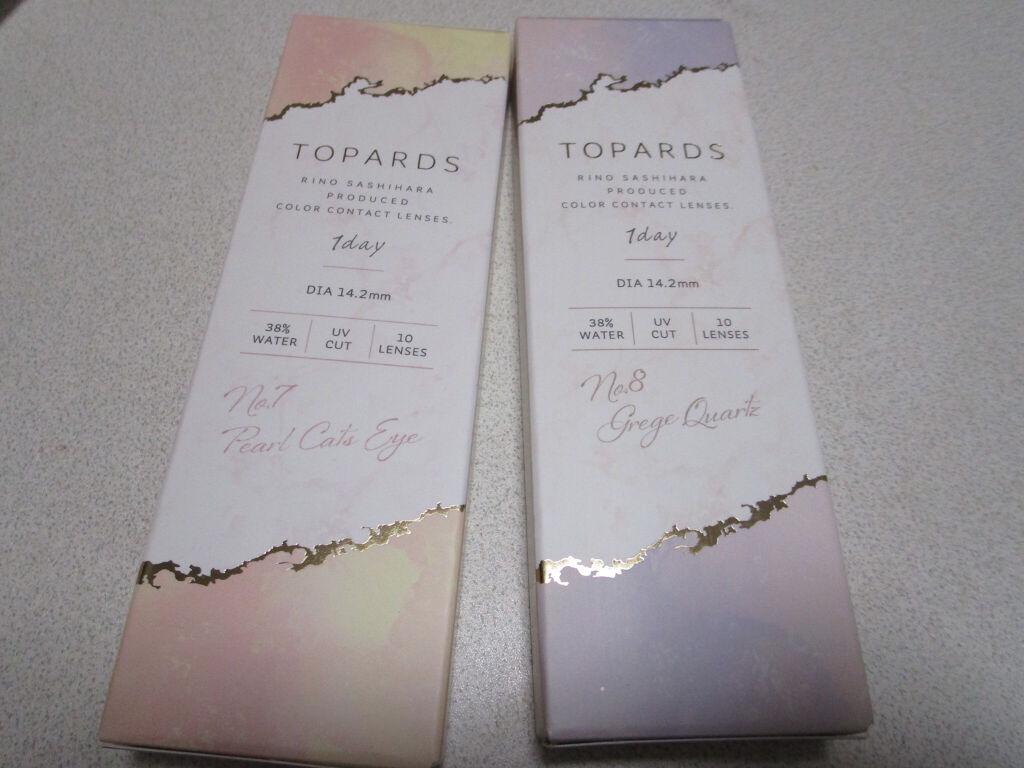 TOPARDS
RINO SASHIHARA
PRODUCED
COLOR CONTACT LENSES.
1day
DIA 14.2mm
38% WATER
UV CUT
10 LENSES
No.7
Pearl Cats Eye
TOPARDS
RINO SASHIHARA
PRODUCED
COLOR CONTACT LENSES.
1day
DIA 14.2mm
38% WATER
UV CUT
10 LENSES
No.8
Grege Quartz